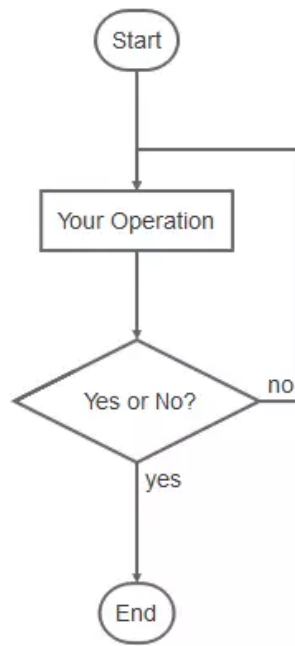 Start
Your Operation
Yes or No?
no
yes
End